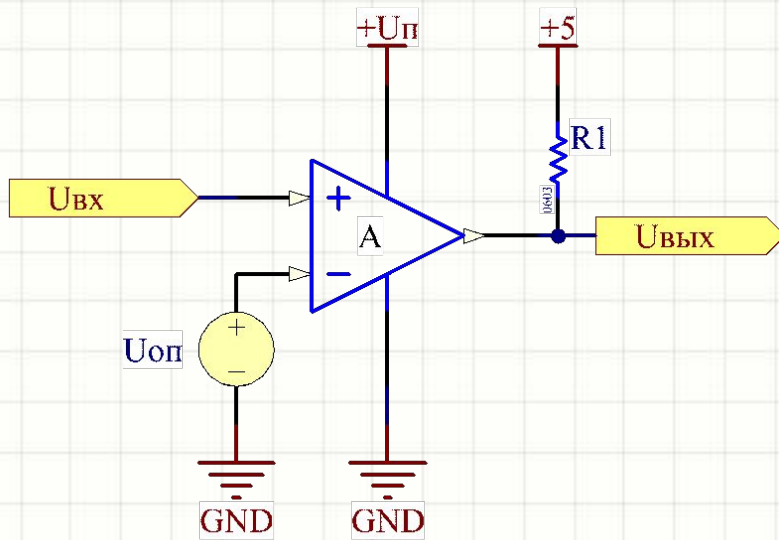 +Uп
+5
R1
0603
Uвх
+
A
Uвых
−
Uоп
+
−
GND
GND